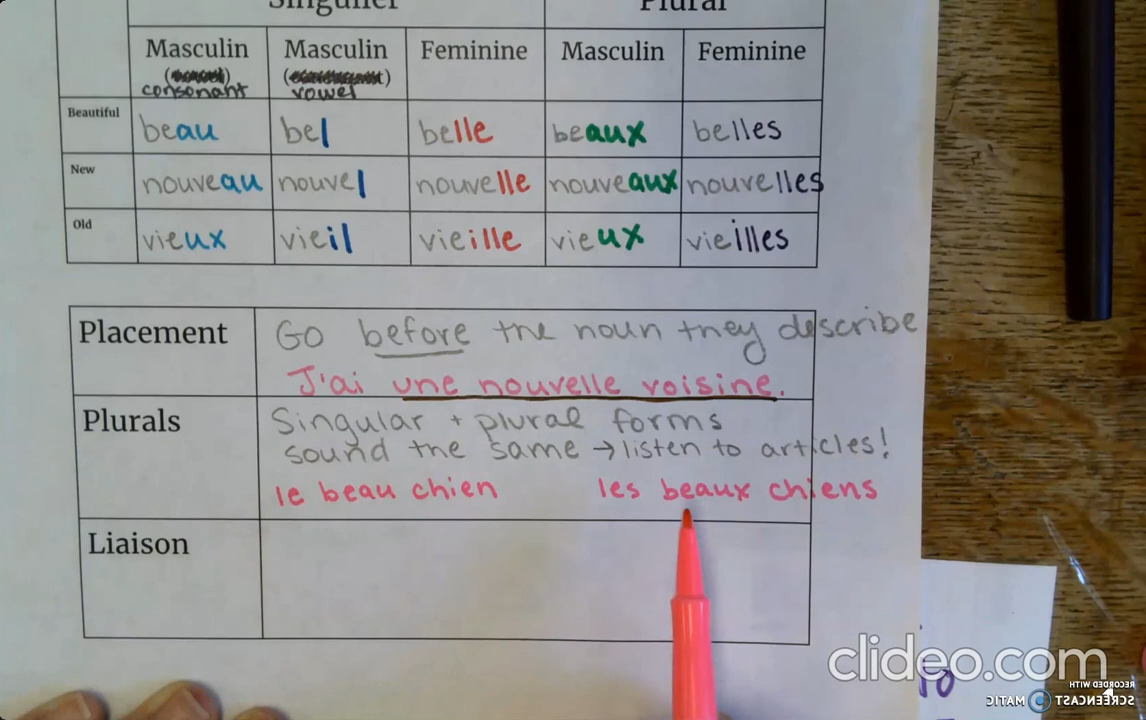 Singulier Plural
Masculin Masculin Feminine Masculin Feminine
consonant vowel
Beautiful beau bel belle beaux belles
New nouveau nouvel nouvelle nouveaux nouvelles
Old vieux vieil vieille vieux vieilles
Placement Go before the noun they describe
J'ai une nouvelle voisine.
Plurals Singular + plural forms
sound the same → listen to articles!
le beau chien les beaux chiens
Liaison
clideo.com
RECORDED WITH
SCREENCAST MATIC